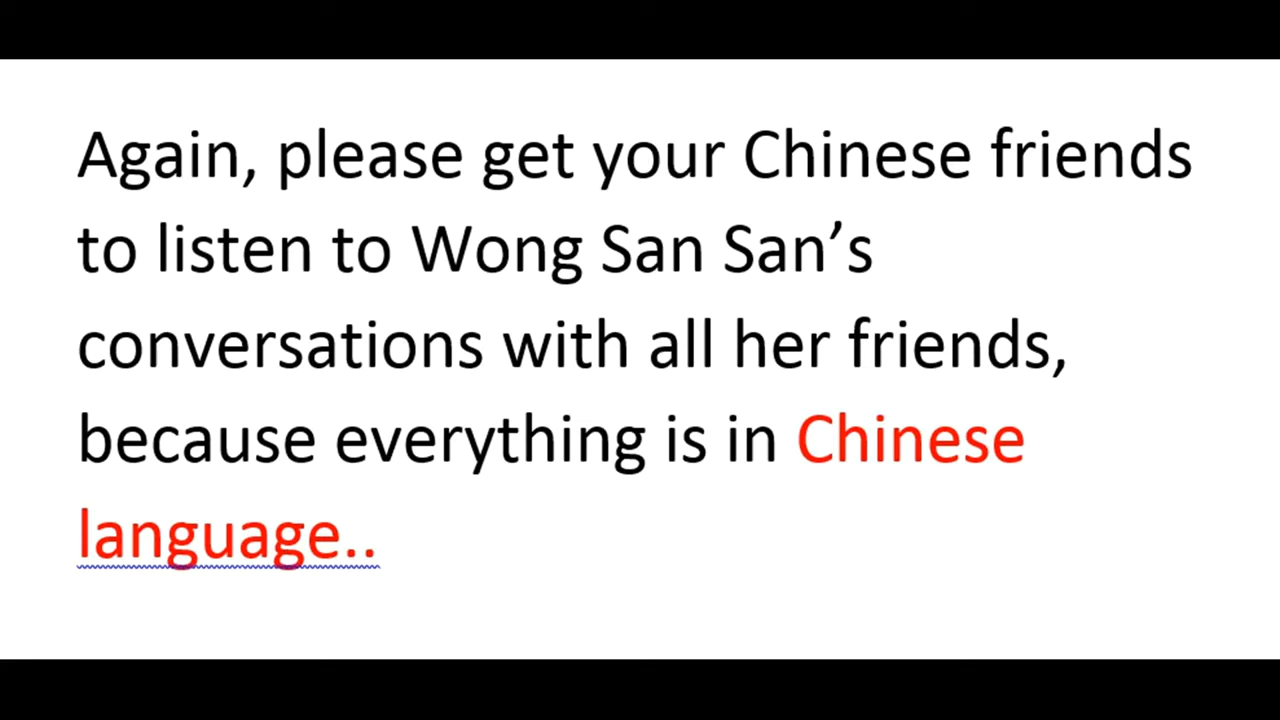 Again, please get your Chinese friends
to listen to Wong San San’s
conversations with all her friends,
because everything is in Chinese
language..